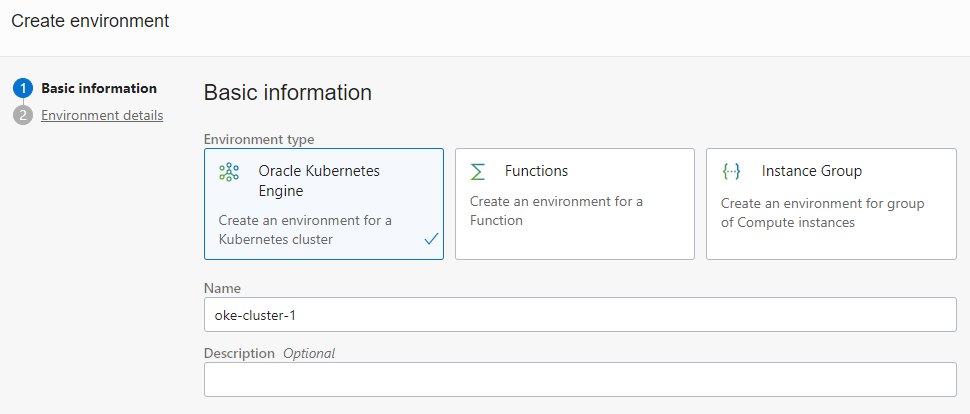 Create environment
1 Basic information
2 Environment details
Basic information
Environment type
Oracle Kubernetes
Engine
Create an environment for a
Kubernetes cluster
Functions
Create an environment for a
Function
Instance Group
Create an environment for group
of Compute instances
Name
oke-cluster-1
Description Optional